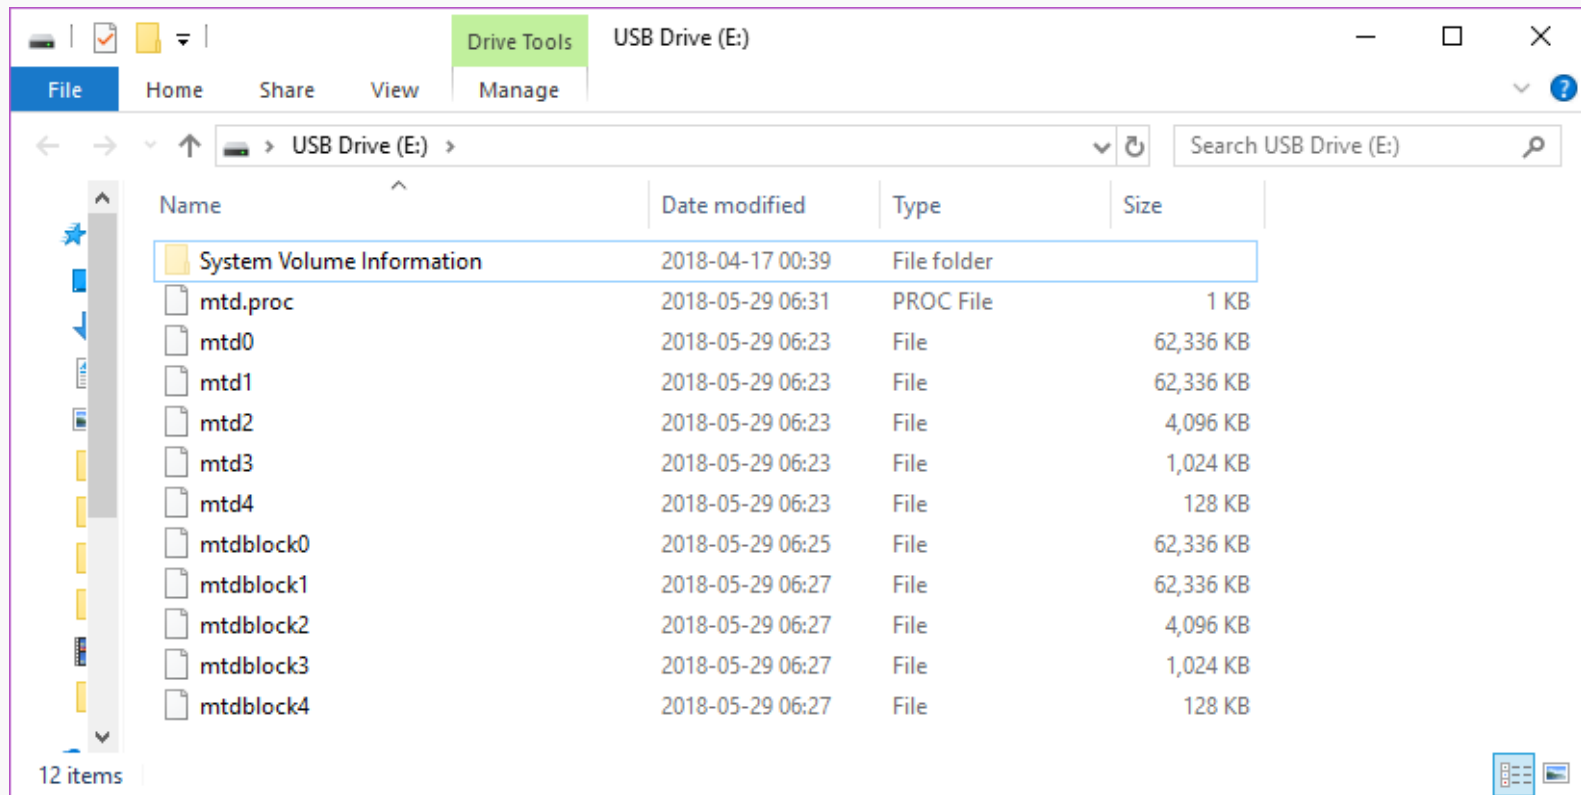 Drive Tools USB Drive (E:)
File Home Share View Manage
USB Drive (E:) Search USB Drive (E:)
Name Date modified Type Size
System Volume Information 2018-04-17 00:39 File folder
mtd.proc 2018-05-29 06:31 PROC File 1 KB
mtd0 2018-05-29 06:23 File 62,336 KB
mtd1 2018-05-29 06:23 File 62,336 KB
mtd2 2018-05-29 06:23 File 4,096 KB
mtd3 2018-05-29 06:23 File 1,024 KB
mtd4 2018-05-29 06:23 File 128 KB
mtdblock0 2018-05-29 06:25 File 62,336 KB
mtdblock1 2018-05-29 06:27 File 62,336 KB
mtdblock2 2018-05-29 06:27 File 4,096 KB
mtdblock3 2018-05-29 06:27 File 1,024 KB
mtdblock4 2018-05-29 06:27 File 128 KB
12 items